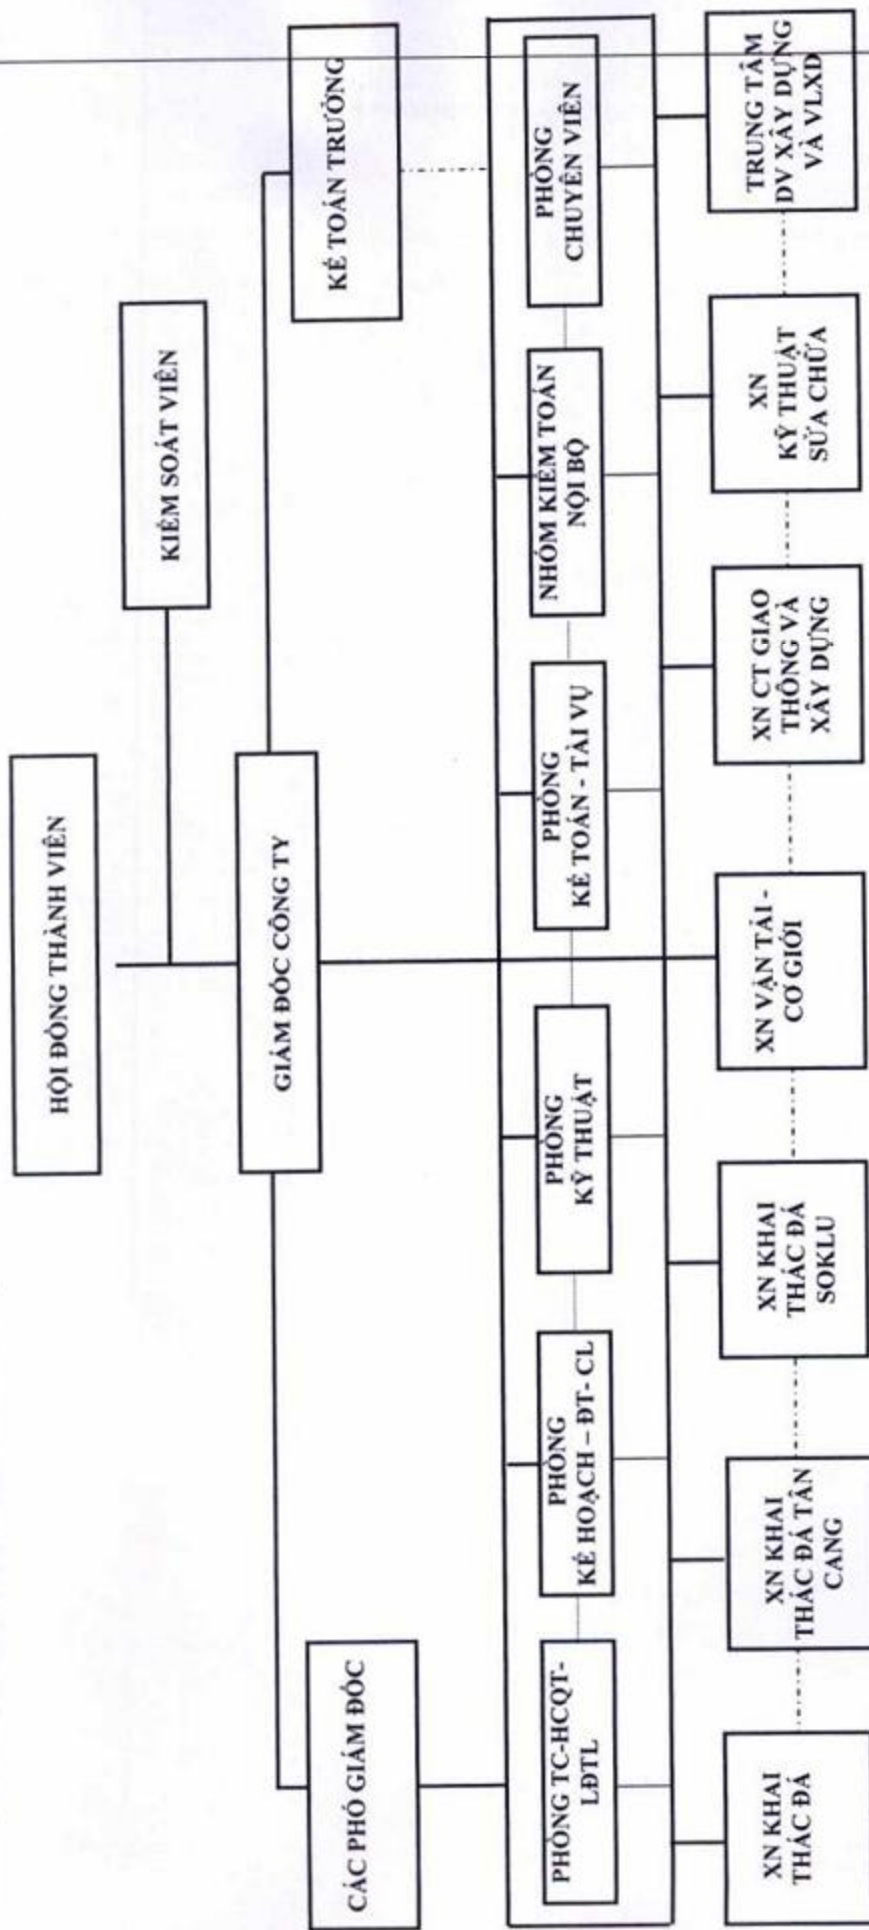 HỘI ĐỒNG THÀNH VIÊN
KIỂM SOÁT VIÊN
GIÁM ĐỐC CÔNG TY
CÁC PHÓ GIÁM ĐỐC
KẾ TOÁN TRƯỞNG
PHÒNG TC-HCQT-
LĐTL
PHÒNG
KẾ HOẠCH – ĐT- CL
PHÒNG
KỸ THUẬT
PHÒNG
KẾ TOÁN - TÀI VỤ
NHÓM KIỂM TOÁN
NỘI BỘ
PHÒNG
CHUYÊN VIÊN
XN KHAI
THÁC ĐÁ
XN KHAI
THÁC ĐÁ TÂN
CANG
XN KHAI
THÁC ĐÁ
SOKLU
XN VẬN TẢI -
CƠ GIỚI
XN CT GIAO
THÔNG VÀ
XÂY DỰNG
XN
KỸ THUẬT
SỬA CHỮA
TRUNG TÂM
DV XÂY DỰNG
VÀ VLXD